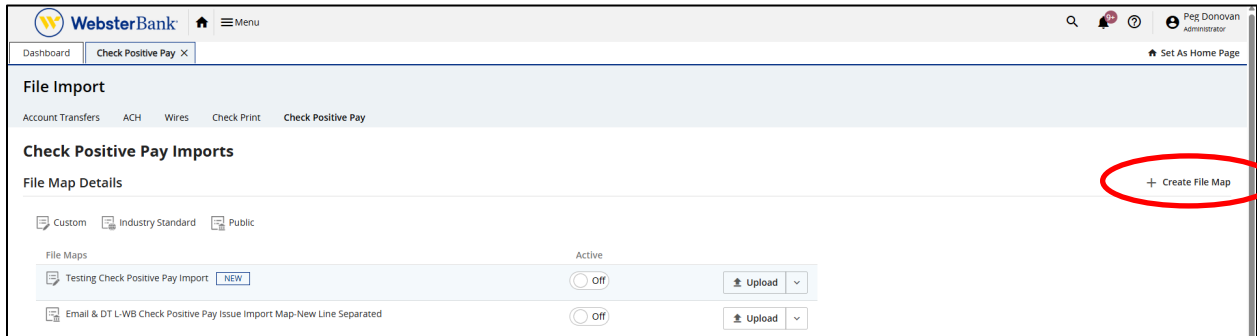 WebsterBank Menu 9+ Peg Donovan
Administrator
Dashboard Check Positive Pay X Set As Home Page
File Import
Account Transfers ACH Wires Check Print Check Positive Pay
Check Positive Pay Imports
File Map Details + Create File Map
Custom Industry Standard Public
File Maps Active
Testing Check Positive Pay Import NEW Off Upload
Email & DT L-WB Check Positive Pay Issue Import Map-New Line Separated Off Upload